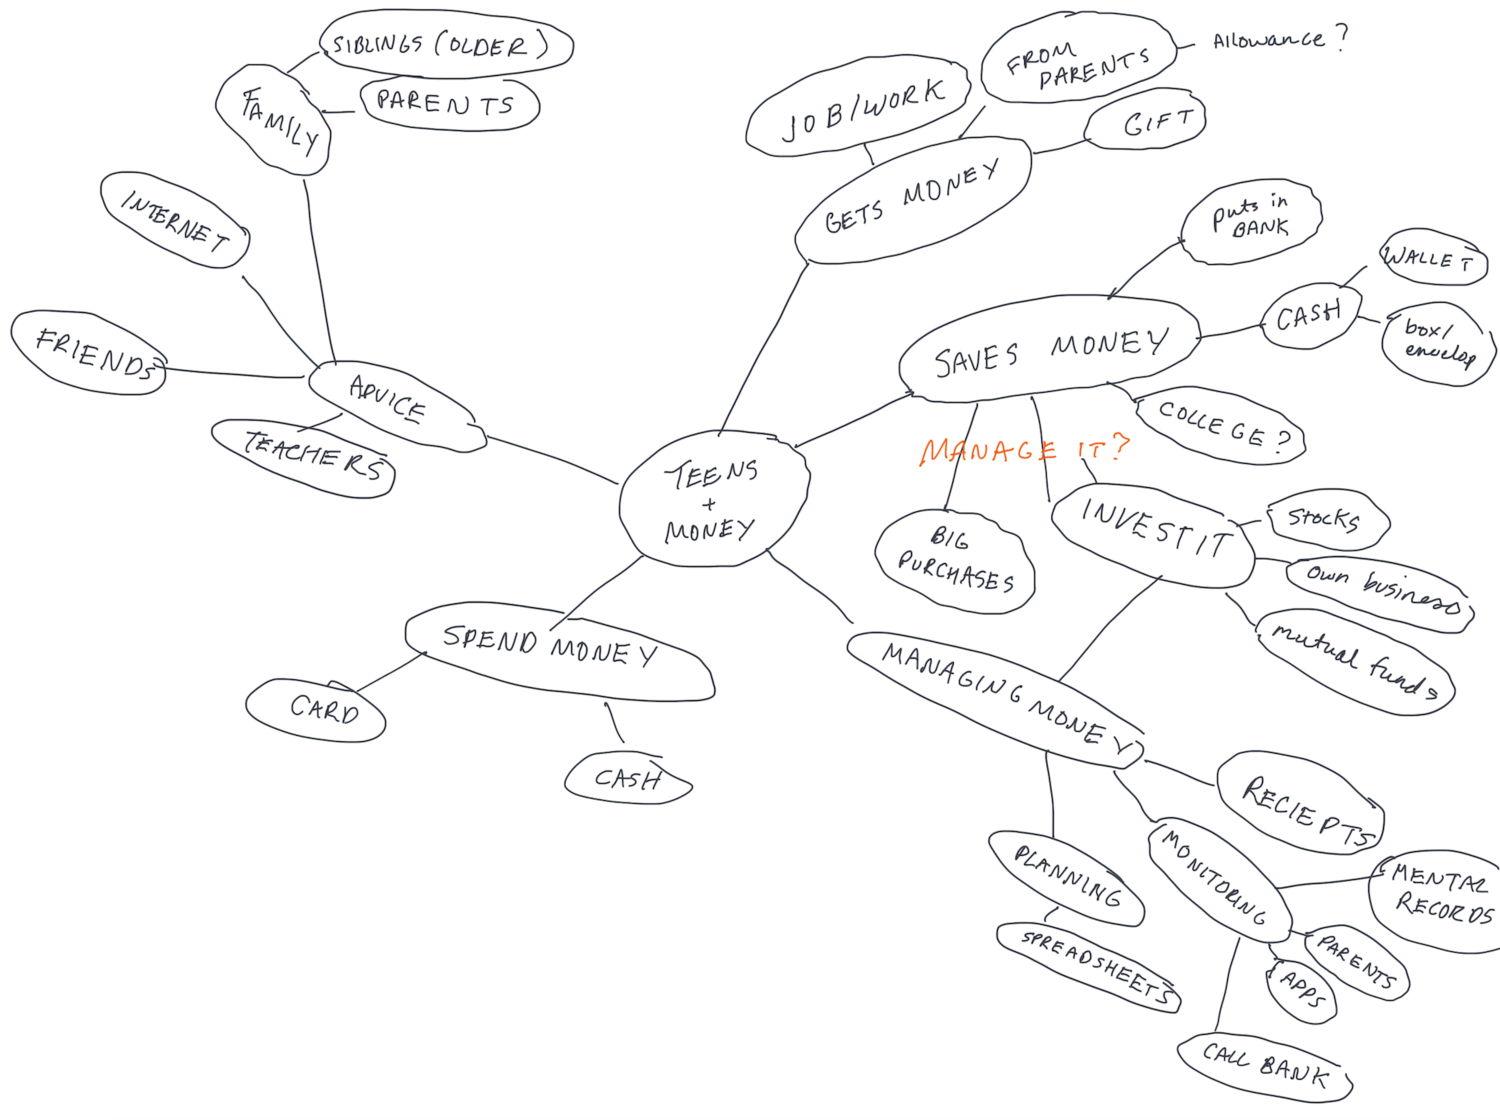 SIBLINGS (OLDER)
FAMILY
PARENTS
INTERNET
FRIENDS
ADVICE
TEACHERS
JOB/WORK
FROM
PARENTS
Allowance?
GIFT
GETS MONEY
puts in
BANK
WALLET
CASH
box/
envelop
SAVES MONEY
COLLEGE?
MANAGE IT?
TEENS
+
MONEY
BIG
PURCHASES
INVEST IT
STOCKS
own business
mutual funds
SPEND MONEY
CARD
CASH
MANAGING MONEY
RECIEPTS
PLANNING
SPREADSHEETS
MONITORING
MENTAL
RECORDS
PARENTS
APPS
CALL BANK